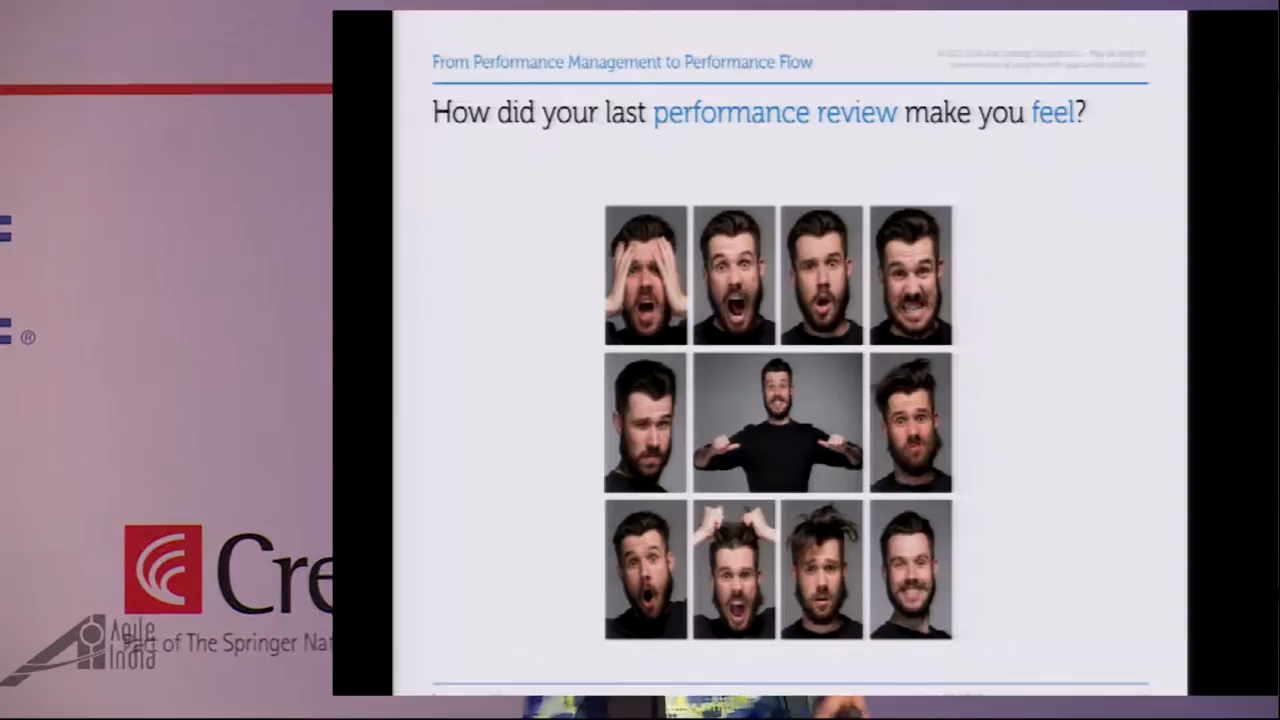 From Performance Management to Performance Flow
How did your last performance review make you feel?
®
Cre
Part of The Springer Nat
Agile
India